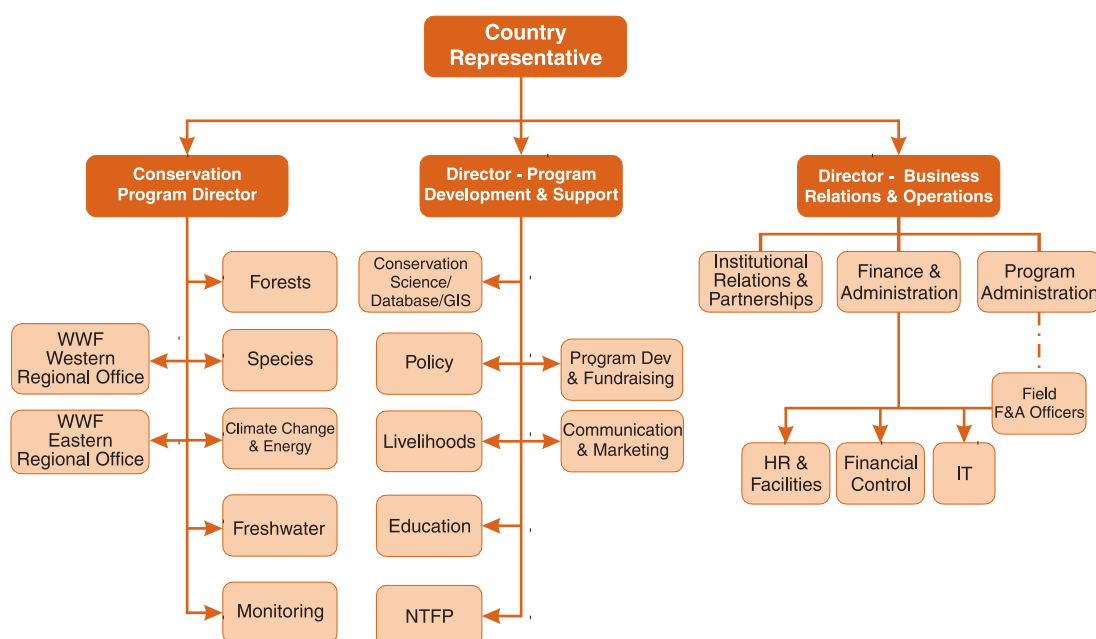 Country
Representative
Conservation
Program Director
Director - Program
Development & Support
Director -  Business
Relations & Operations
Forests
WWF
Western
Regional Office
Species
WWF
Eastern
Regional Office
Climate Change
& Energy
Freshwater
Monitoring
Conservation
Science/
Database/GIS
Policy
Program Dev
& Fundraising
Livelihoods
Communication
& Marketing
Education
NTFP
Institutional
Relations &
Partnerships
Finance &
Administration
Program
Administration
Field
F&A Officers
HR &
Facilities
Financial
Control
IT